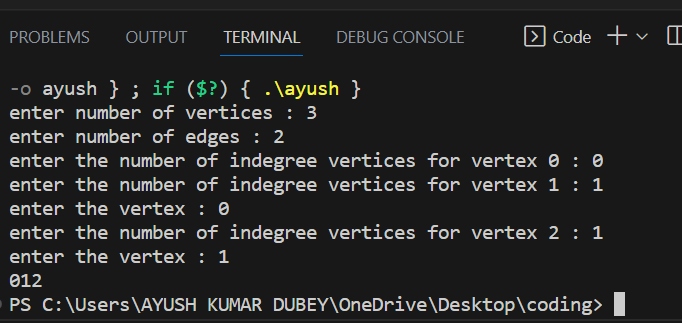 PROBLEMS OUTPUT TERMINAL DEBUG CONSOLE Code
-o ayush } ; if ($?) { .\ayush }
enter number of vertices : 3
enter number of edges : 2
enter the number of indegree vertices for vertex 0 : 0
enter the number of indegree vertices for vertex 1 : 1
enter the vertex : 0
enter the number of indegree vertices for vertex 2 : 1
enter the vertex : 1
012
PS C:\Users\AYUSH KUMAR DUBEY\OneDrive\Desktop\coding>